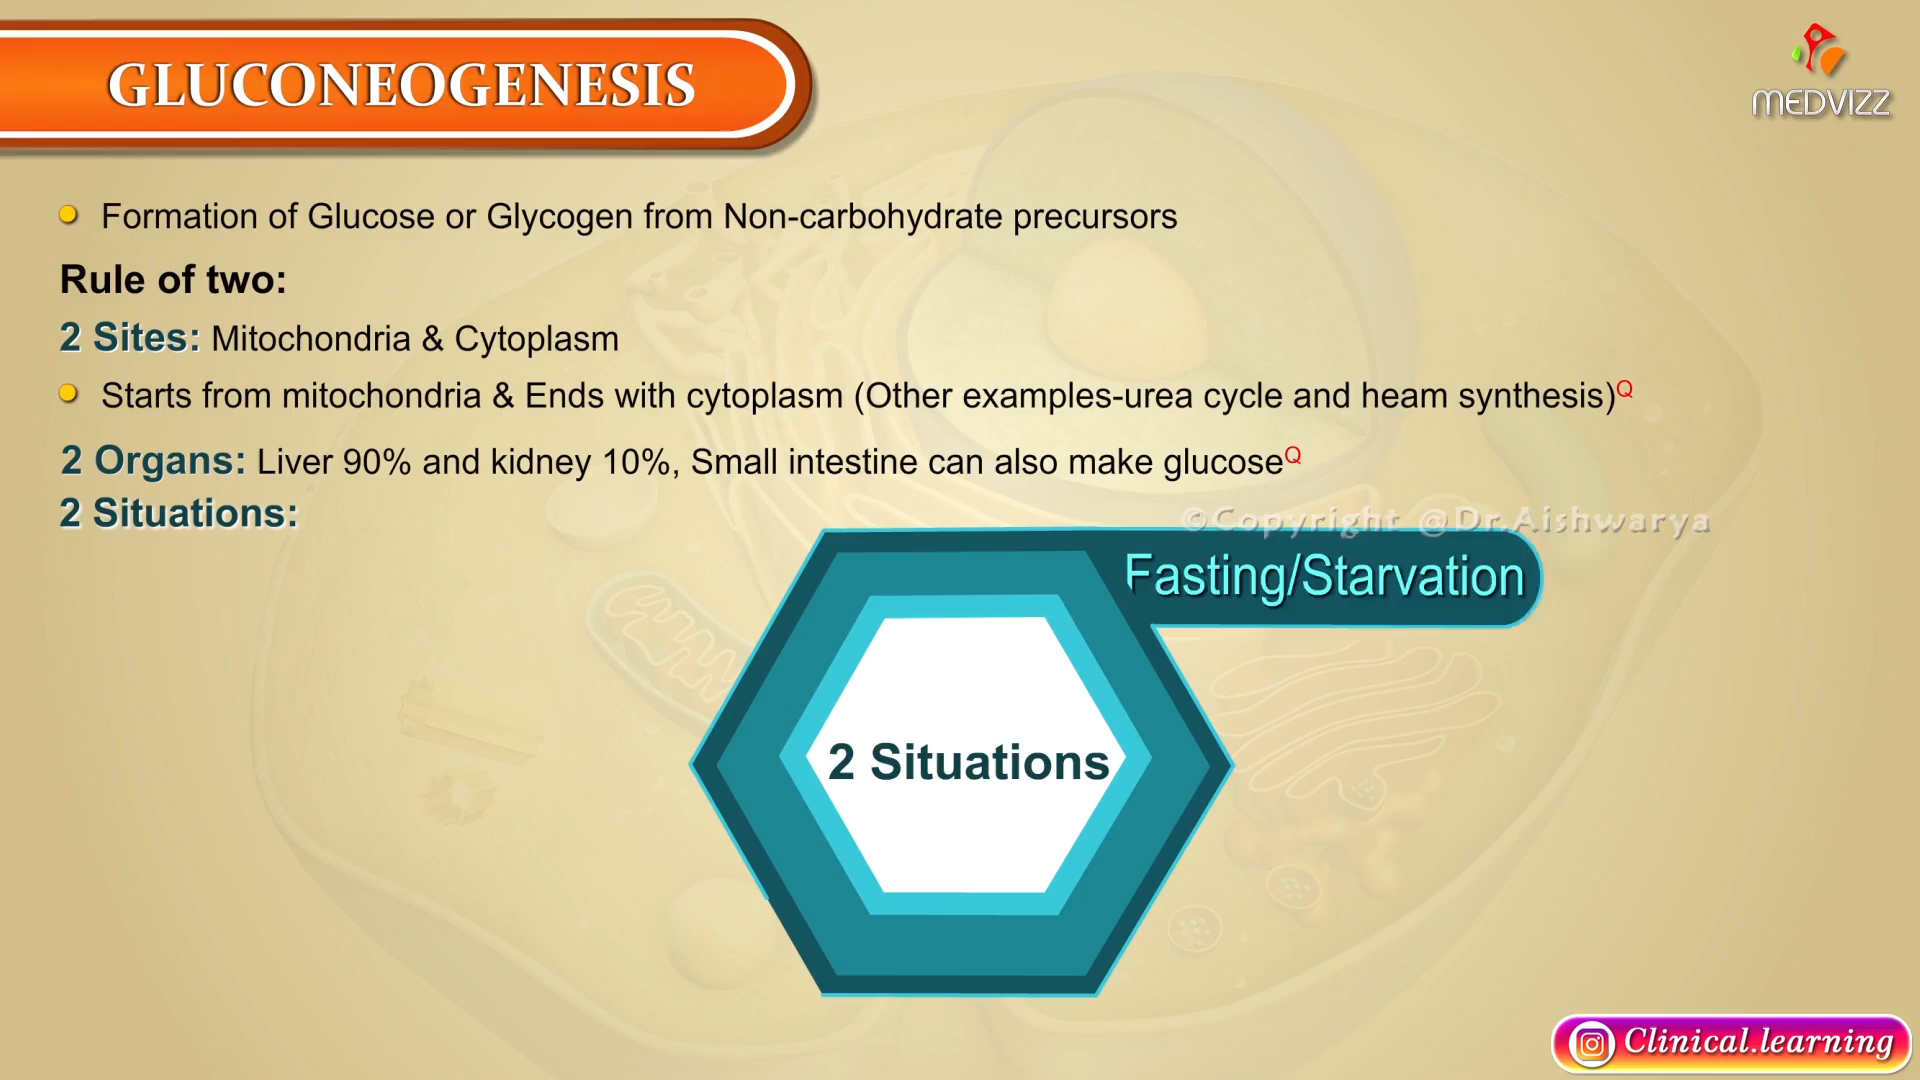 GLUCONEOGENESIS
MEDVIZZ
Formation of Glucose or Glycogen from Non-carbohydrate precursors
Rule of two:
2 Sites: Mitochondria & Cytoplasm
Starts from mitochondria & Ends with cytoplasm (Other examples-urea cycle and heam synthesis)Q
2 Organs: Liver 90% and kidney 10%, Small intestine can also make glucoseQ
2 Situations:
©Copyright @Dr.Aishwarya
Fasting/Starvation
2 Situations
Clinical.learning